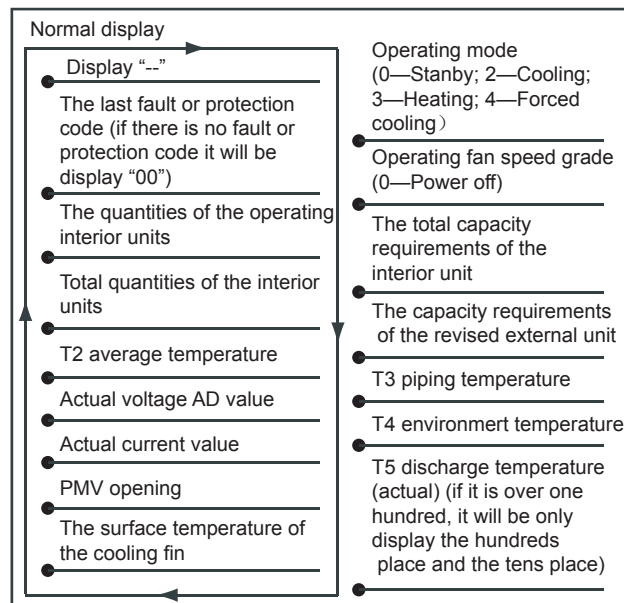 Normal display
Display “--”
The last fault or protection
code (if there is no fault or
protection code it will be
display “00”)
The quantities of the operating
interior units
Total quantities of the interior
units
T2 average temperature
Actual voltage AD value
Actual current value
PMV opening
The surface temperature of
the cooling fin
Operating mode
(0—Stanby; 2—Cooling;
3—Heating; 4—Forced
cooling）
Operating fan speed grade
(0—Power off)
The total capacity
requirements of the
interior unit
The capacity requirements
of the revised external unit
T3 piping temperature
T4 environmert temperature
T5 discharge temperature
(actual) (if it is over one
hundred, it will be only
display the hundreds
place and the tens place)